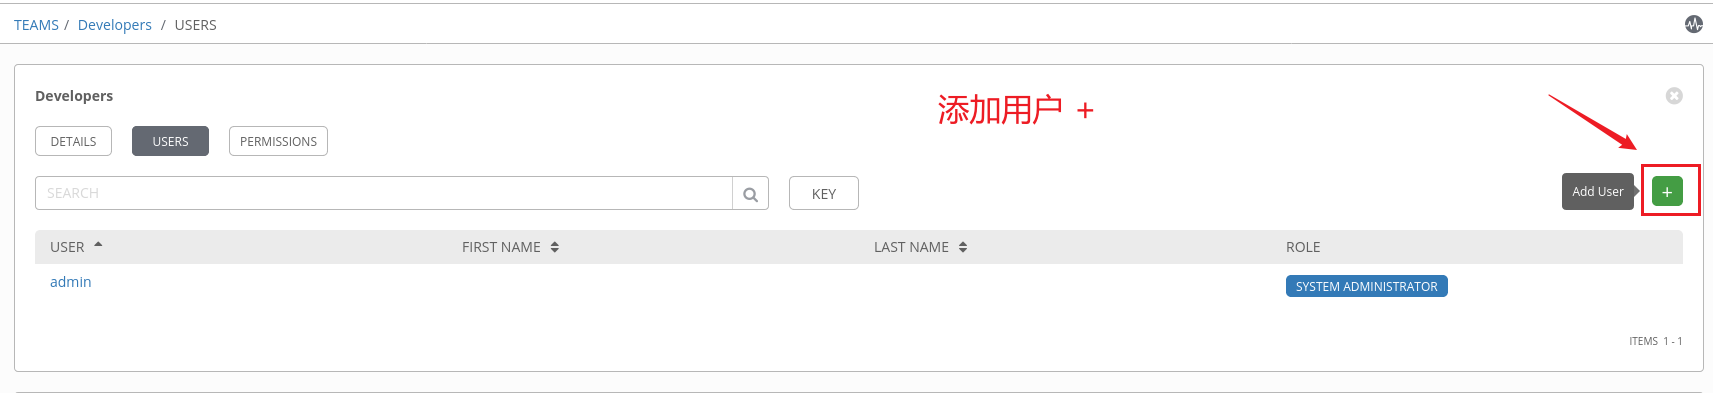 TEAMS / Developers / USERS
Developers
添加用户 +
DETAILS USERS PERMISSIONS
SEARCH KEY Add User +
USER FIRST NAME LAST NAME ROLE
admin SYSTEM ADMINISTRATOR
ITEMS 1 - 1